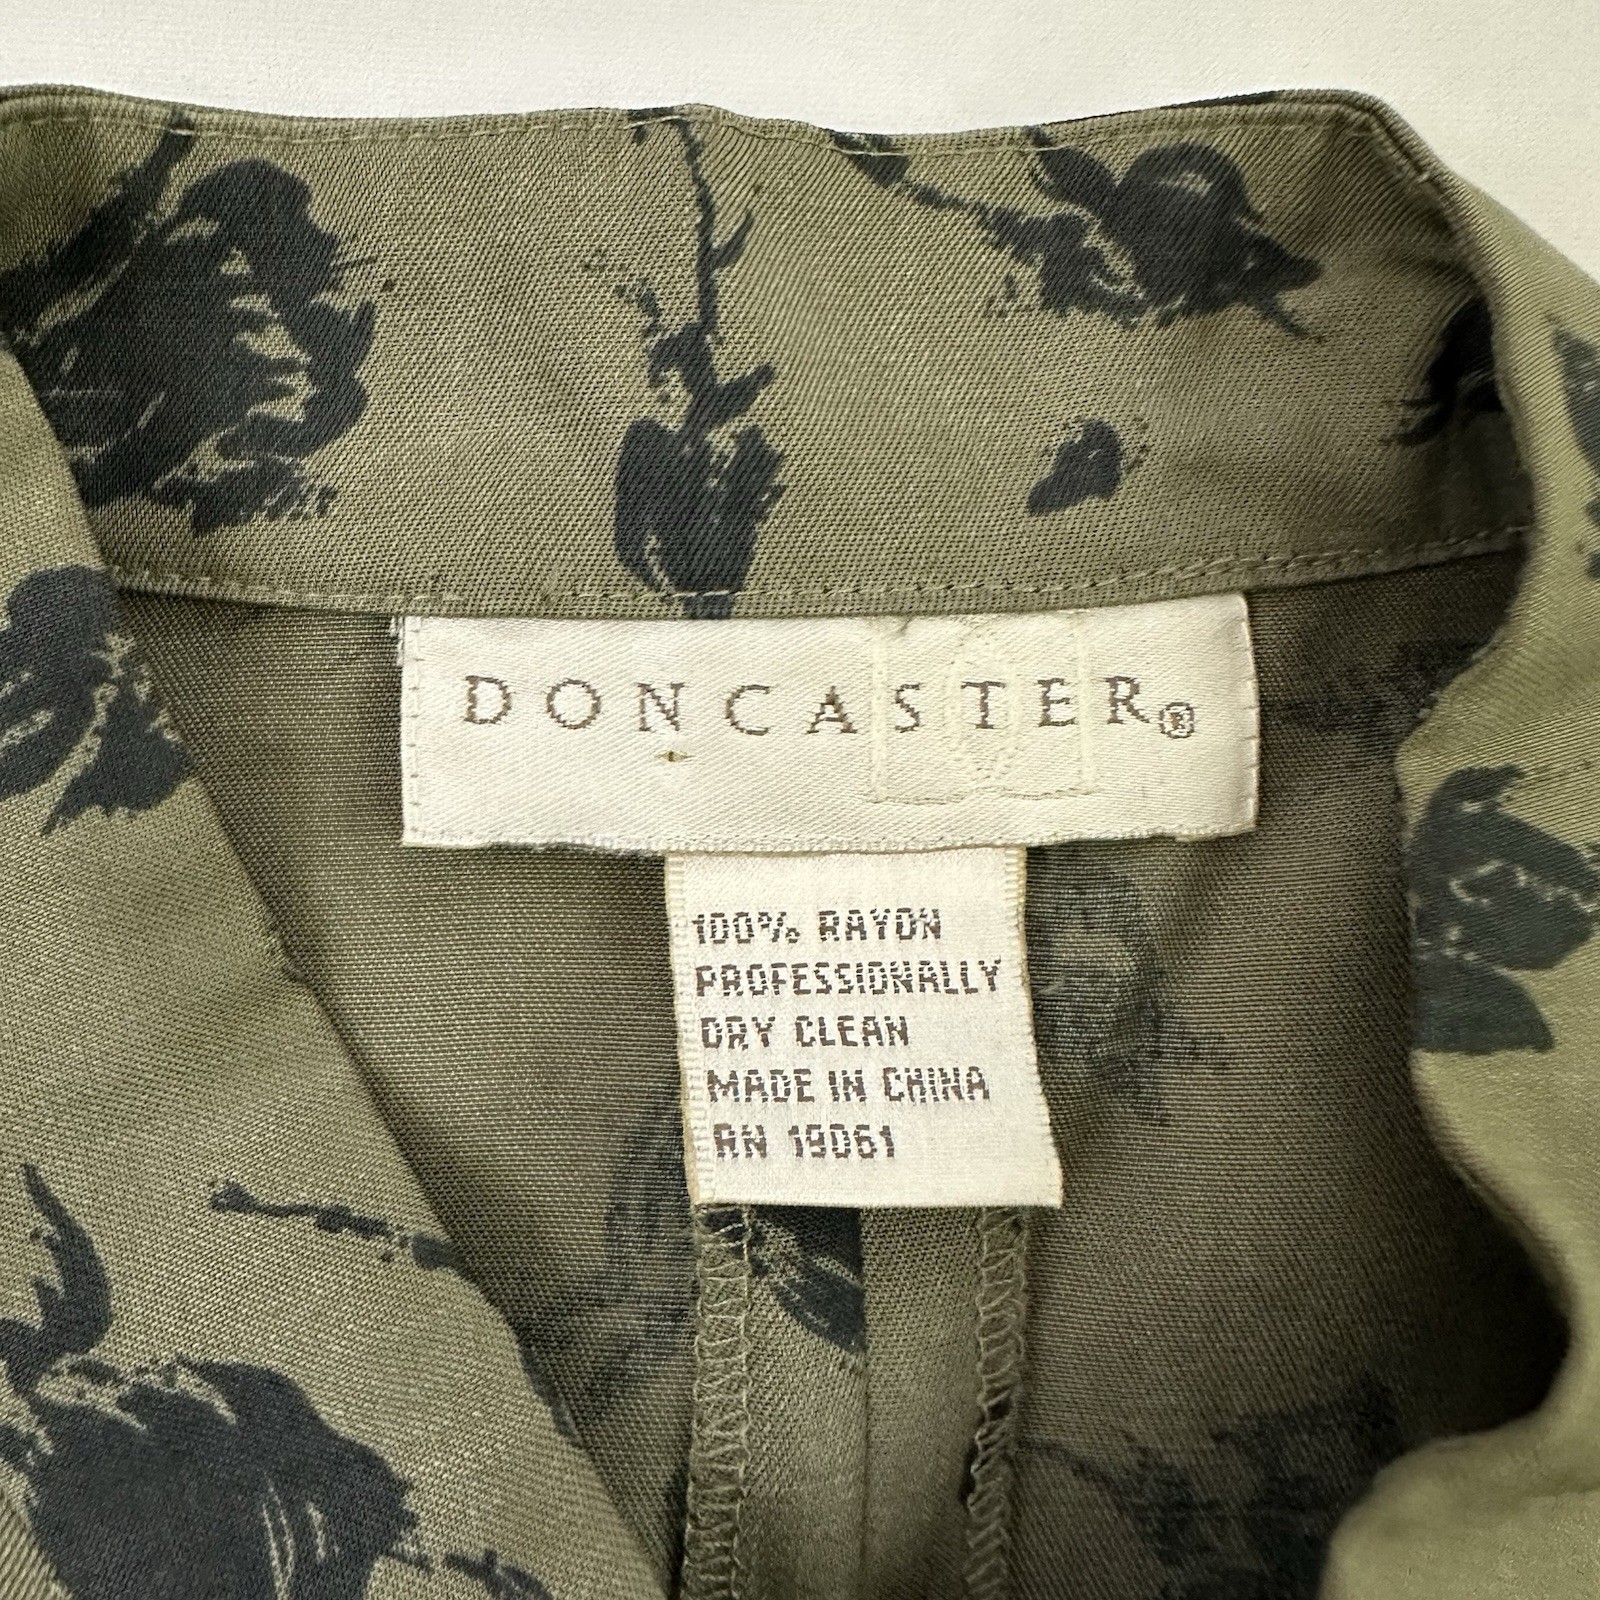 DONCASTER®
100% RAYON
PROFESSIONALLY
DRY CLEAN
MADE IN CHINA
RN 19061